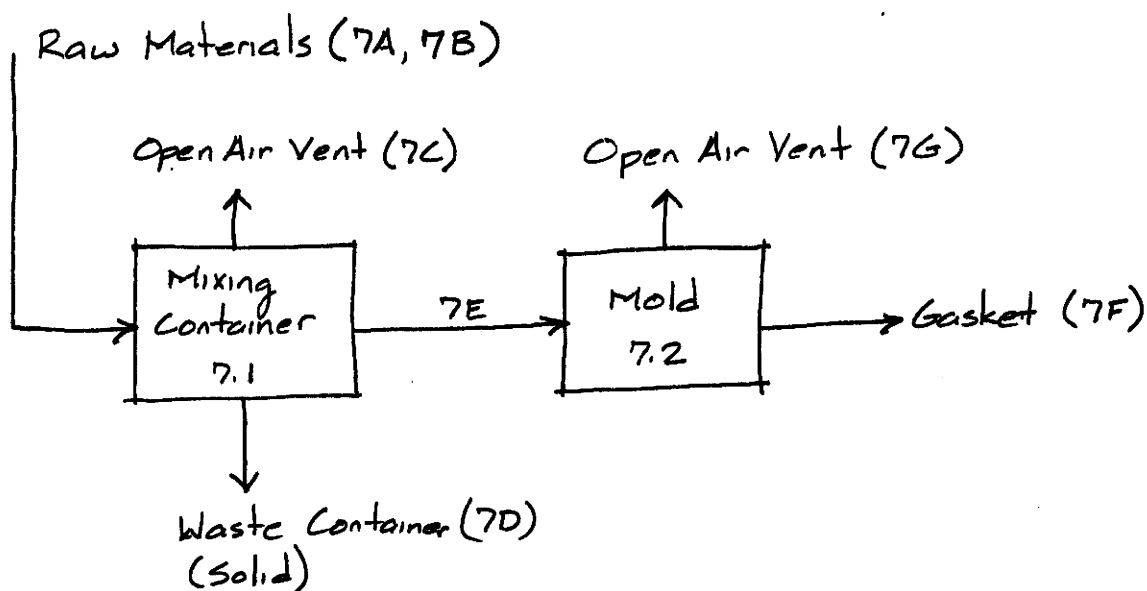 Raw Materials (7A, 7B)
Open Air Vent (7C)
Open Air Vent (7G)
Mixing
Container
7.1
7E
Mold
7.2
Gasket (7F)
Waste Container (7D)
(Solid)